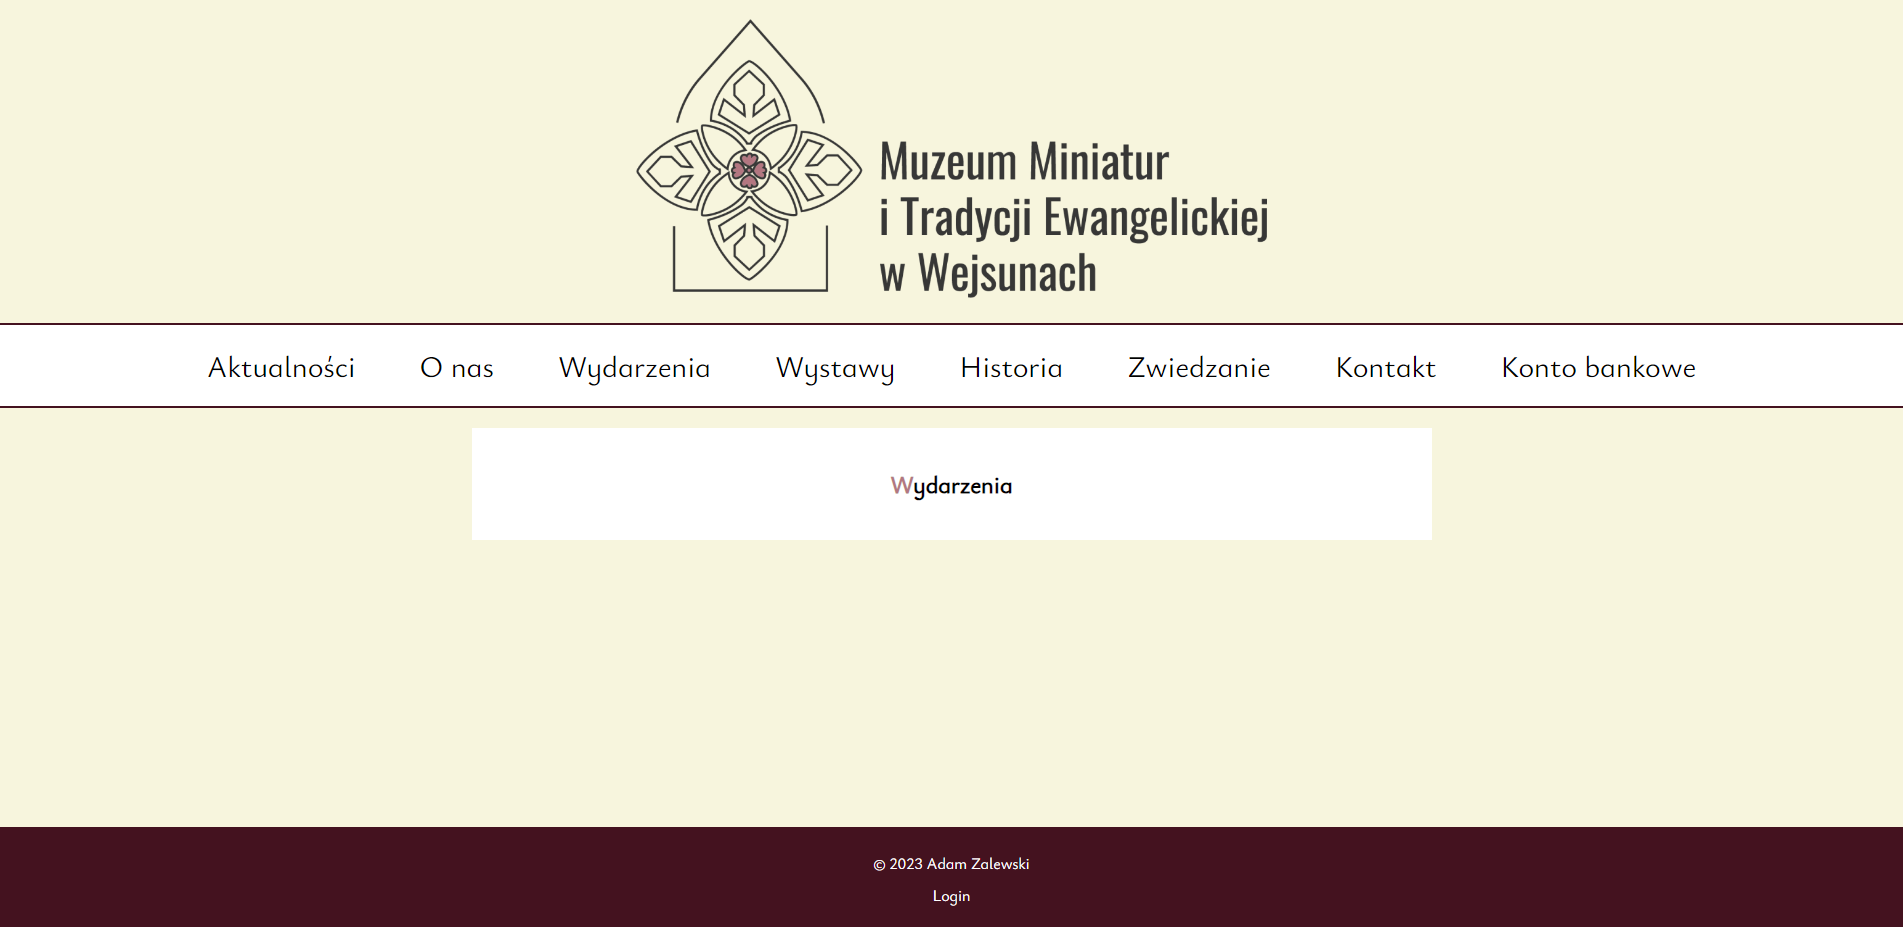 Muzeum Miniatur
i Tradycji Ewangelickiej
w Wejsunach
Aktualności O nas Wydarzenia Wystawy Historia Zwiedzanie Kontakt Konto bankowe
Wydarzenia
© 2023 Adam Zalewski
Login